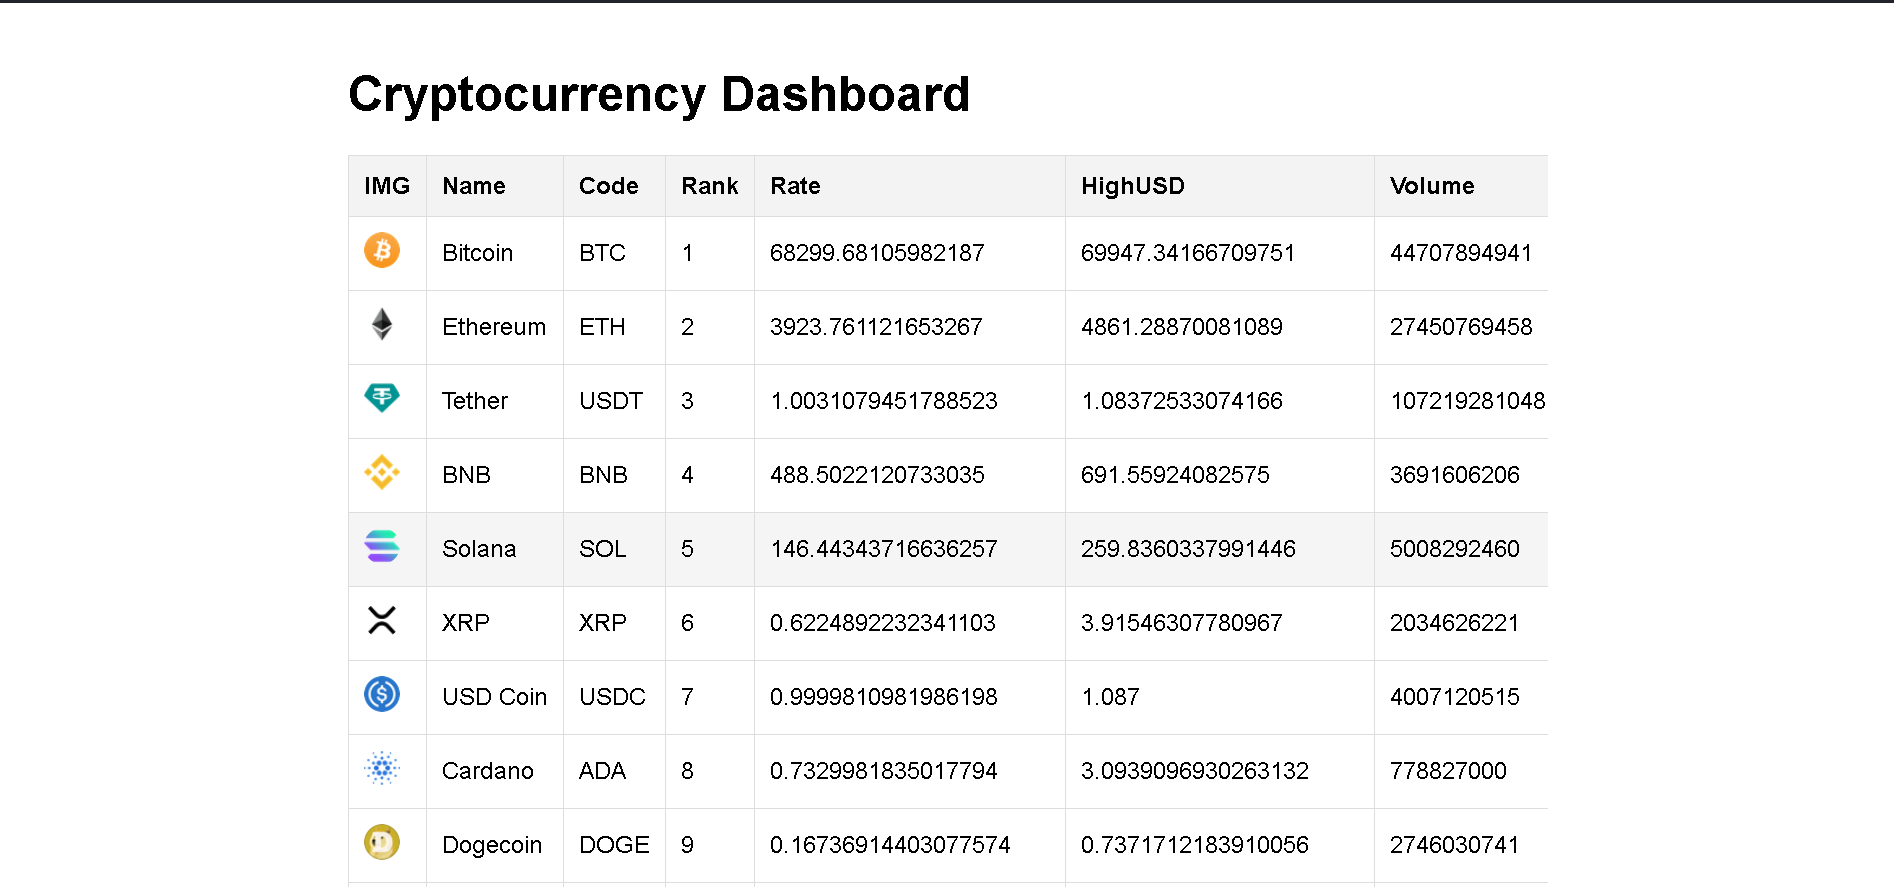 Cryptocurrency Dashboard
IMG Name Code Rank Rate HighUSD Volume
Bitcoin BTC 1 68299.68105982187 69947.34166709751 44707894941
Ethereum ETH 2 3923.761121653267 4861.28870081089 27450769458
Tether USDT 3 1.0031079451788523 1.08372533074166 107219281048
BNB BNB 4 488.5022120733035 691.55924082575 3691606206
Solana SOL 5 146.44343716636257 259.8360337991446 5008292460
XRP XRP 6 0.6224892232341103 3.91546307780967 2034626221
USD Coin USDC 7 0.9999810981986198 1.087 4007120515
Cardano ADA 8 0.7329981835017794 3.0939096930263132 778827000
Dogecoin DOGE 9 0.16736914403077574 0.7371712183910056 2746030741